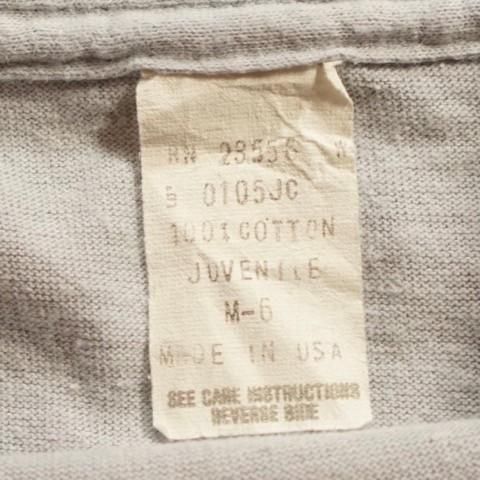 RN 23556
0105JC
100% COTTON
JUVENILE
M-6
MADE IN USA
SEE CARE INSTRUCTIONS
REVERSE SIDE